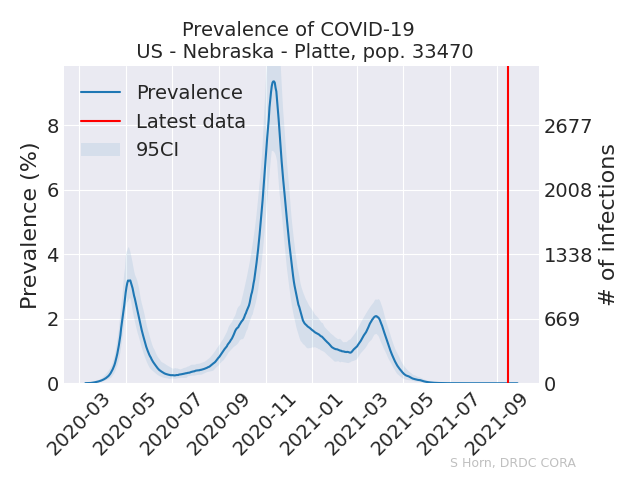 Prevalence of COVID-19
US - Nebraska - Platte, pop. 33470
Prevalence
Latest data
95CI
Prevalence (%)
8
6
4
2
0
2677
2008
1338
669
0
# of infections
2020-03
2020-05
2020-07
2020-09
2020-11
2021-01
2021-03
2021-05
2021-07
2021-09
S Horn, DRDC CORA